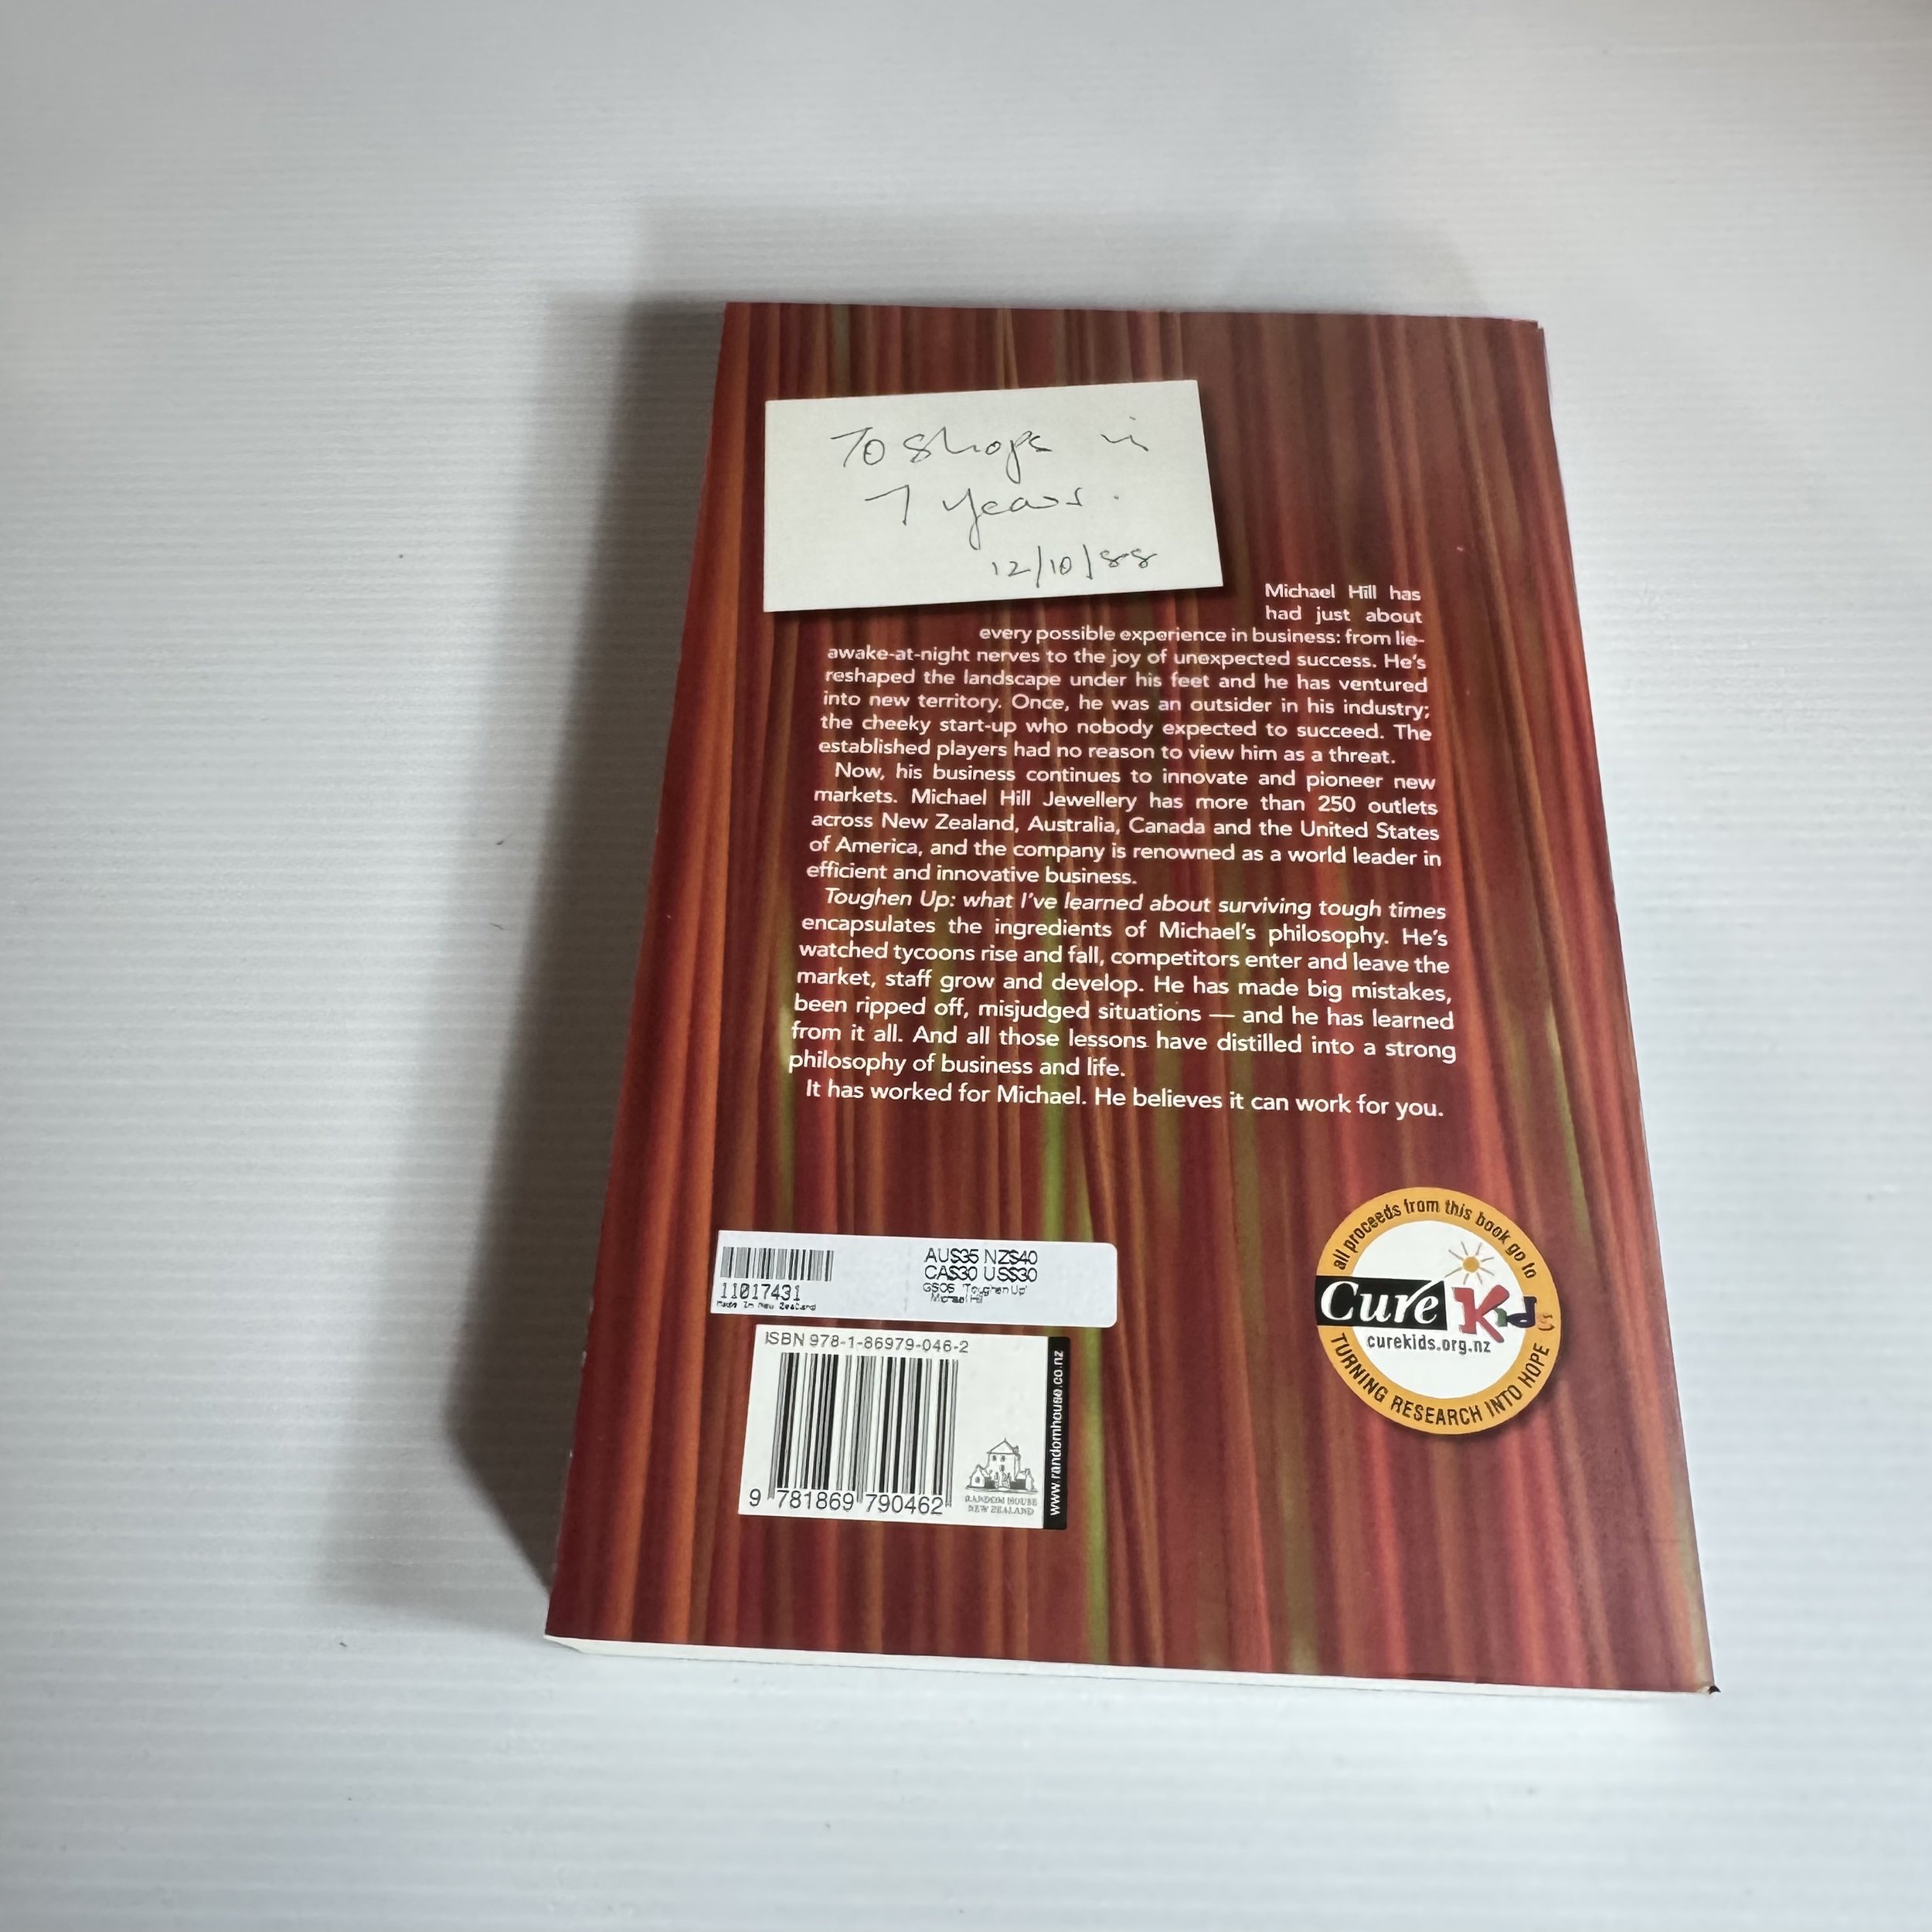 70 shops in
7 years.
12/10/88
Michael Hill has
had just about
every possible experience in business: from lie-
awake-at-night nerves to the joy of unexpected success. He's
reshaped the landscape under his feet and he has ventured
into new territory. Once, he was an outsider in his industry;
the cheeky start-up who nobody expected to succeed. The
established players had no reason to view him as a threat.
Now, his business continues to innovate and pioneer new
markets. Michael Hill Jewellery has more than 250 outlets
across New Zealand, Australia, Canada and the United States
of America, and the company is renowned as a world leader in
efficient and innovative business.
Toughen Up: what I've learned about surviving tough times
encapsulates the ingredients of Michael's philosophy. He's
watched tycoons rise and fall, competitors enter and leave the
market, staff grow and develop. He has made big mistakes,
been ripped off, misjudged situations — and he has learned
from it all. And all those lessons have distilled into a strong
philosophy of business and life.
It has worked for Michael. He believes it can work for you.
all proceeds from this book go to
Cure Kids
curekids.org.nz
TURNING RESEARCH INTO HOPE
11017431
Made In New Zealand
AU$35 NZ$40
CA$30 US$30
'Toughen Up'
Michael Hill
ISBN 978-1-86979-046-2
9 781869 790462
RANDOM HOUSE
NEW ZEALAND
www.randomhouse.co.nz